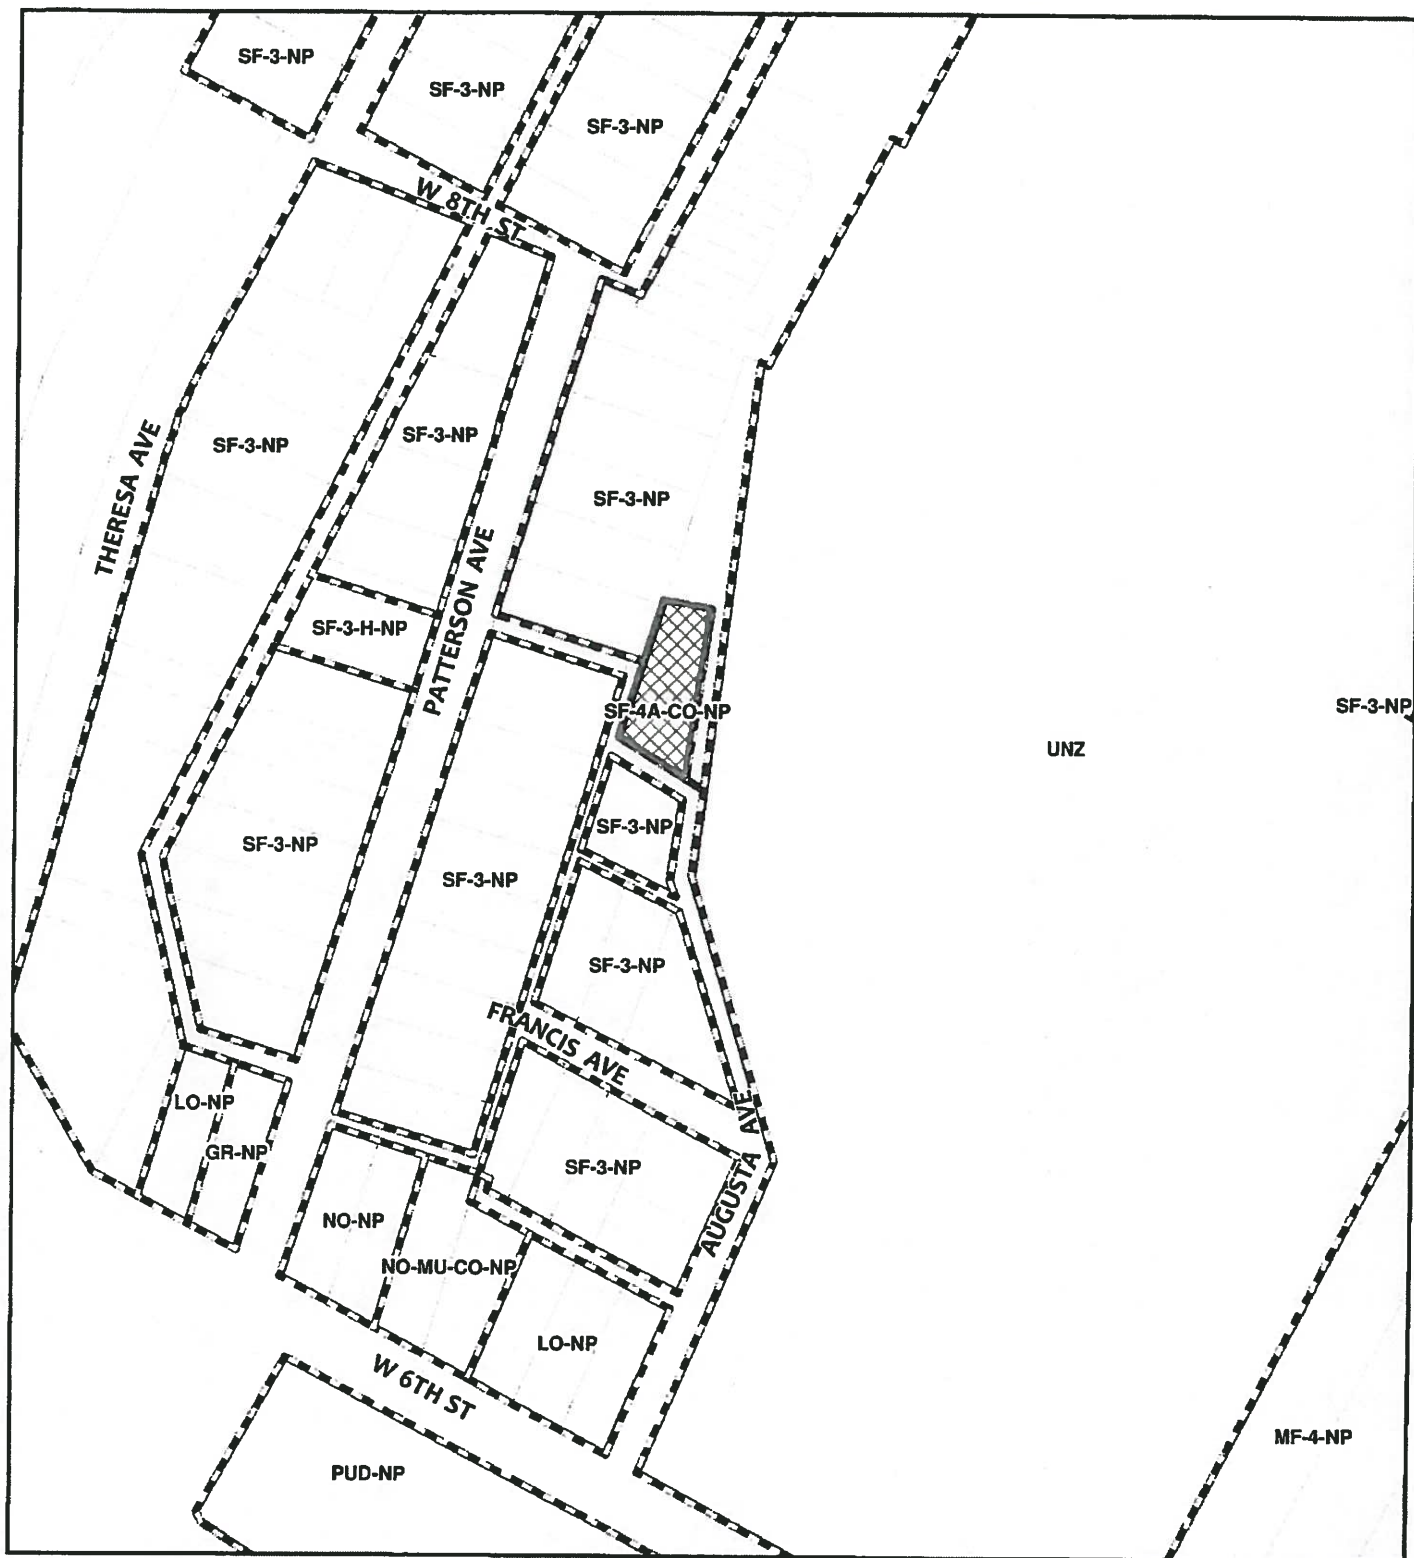 SF-3-NP
SF-3-NP
SF-3-NP
W 8TH ST
SF-3-NP
SF-3-NP
THERESA AVE
SF-3-NP
PATTERSON AVE
SF-3-H-NP
SF-4A-CO-NP
SF-3-NP
UNZ
SF-3-NP
SF-3-NP
SF-3-NP
SF-3-NP
FRANCIS AVE
LO-NP
GR-NP
SF-3-NP
AUGUSTA AVE
NO-NP
NO-MU-CO-NP
LO-NP
W 6TH ST
MF-4-NP
PUD-NP